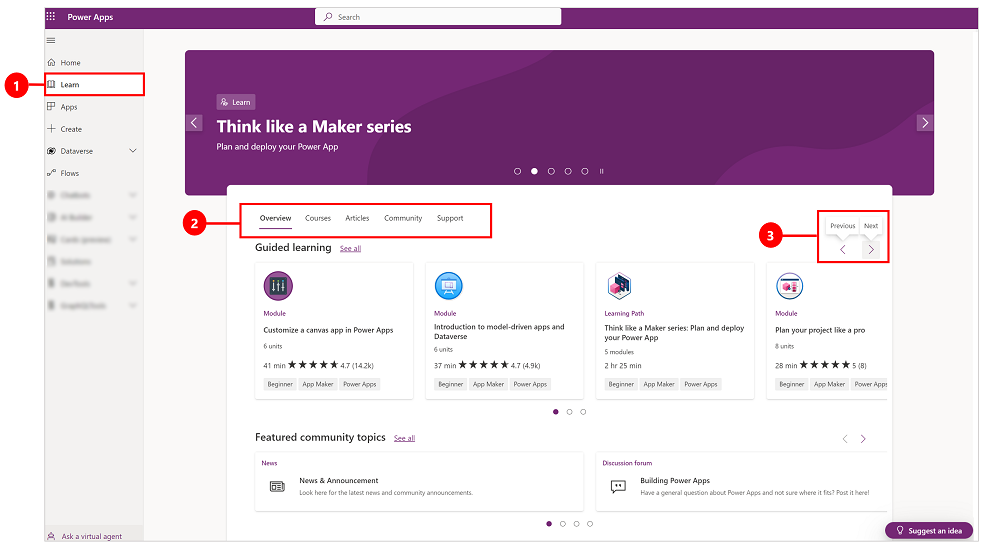 Power Apps
Search
Home
1
Learn
Apps
Create
Dataverse
Flows
Learn
Think like a Maker series
Plan and deploy your Power App
2
Overview Courses Articles Community Support
3
Previous Next
Guided learning See all
Module
Customize a canvas app in Power Apps
6 units
41 min 4.7 (14.2k)
Beginner App Maker Power Apps
Module
Introduction to model-driven apps and
Dataverse
6 units
37 min 4.7 (4.9k)
Beginner App Maker Power Apps
Learning Path
Think like a Maker series: Plan and deploy
your Power App
5 modules
2 hr 25 min
Beginner App Maker Power Apps
Module
Plan your project like a pro
8 units
28 min 5 (8)
Beginner App Maker Power Apps
Featured community topics See all
News
News & Announcement
Look here for the latest news and community announcements.
Discussion forum
Building Power Apps
Have a general question about Power Apps and not sure where it fits? Post it here!
Ask a virtual agent
Suggest an idea